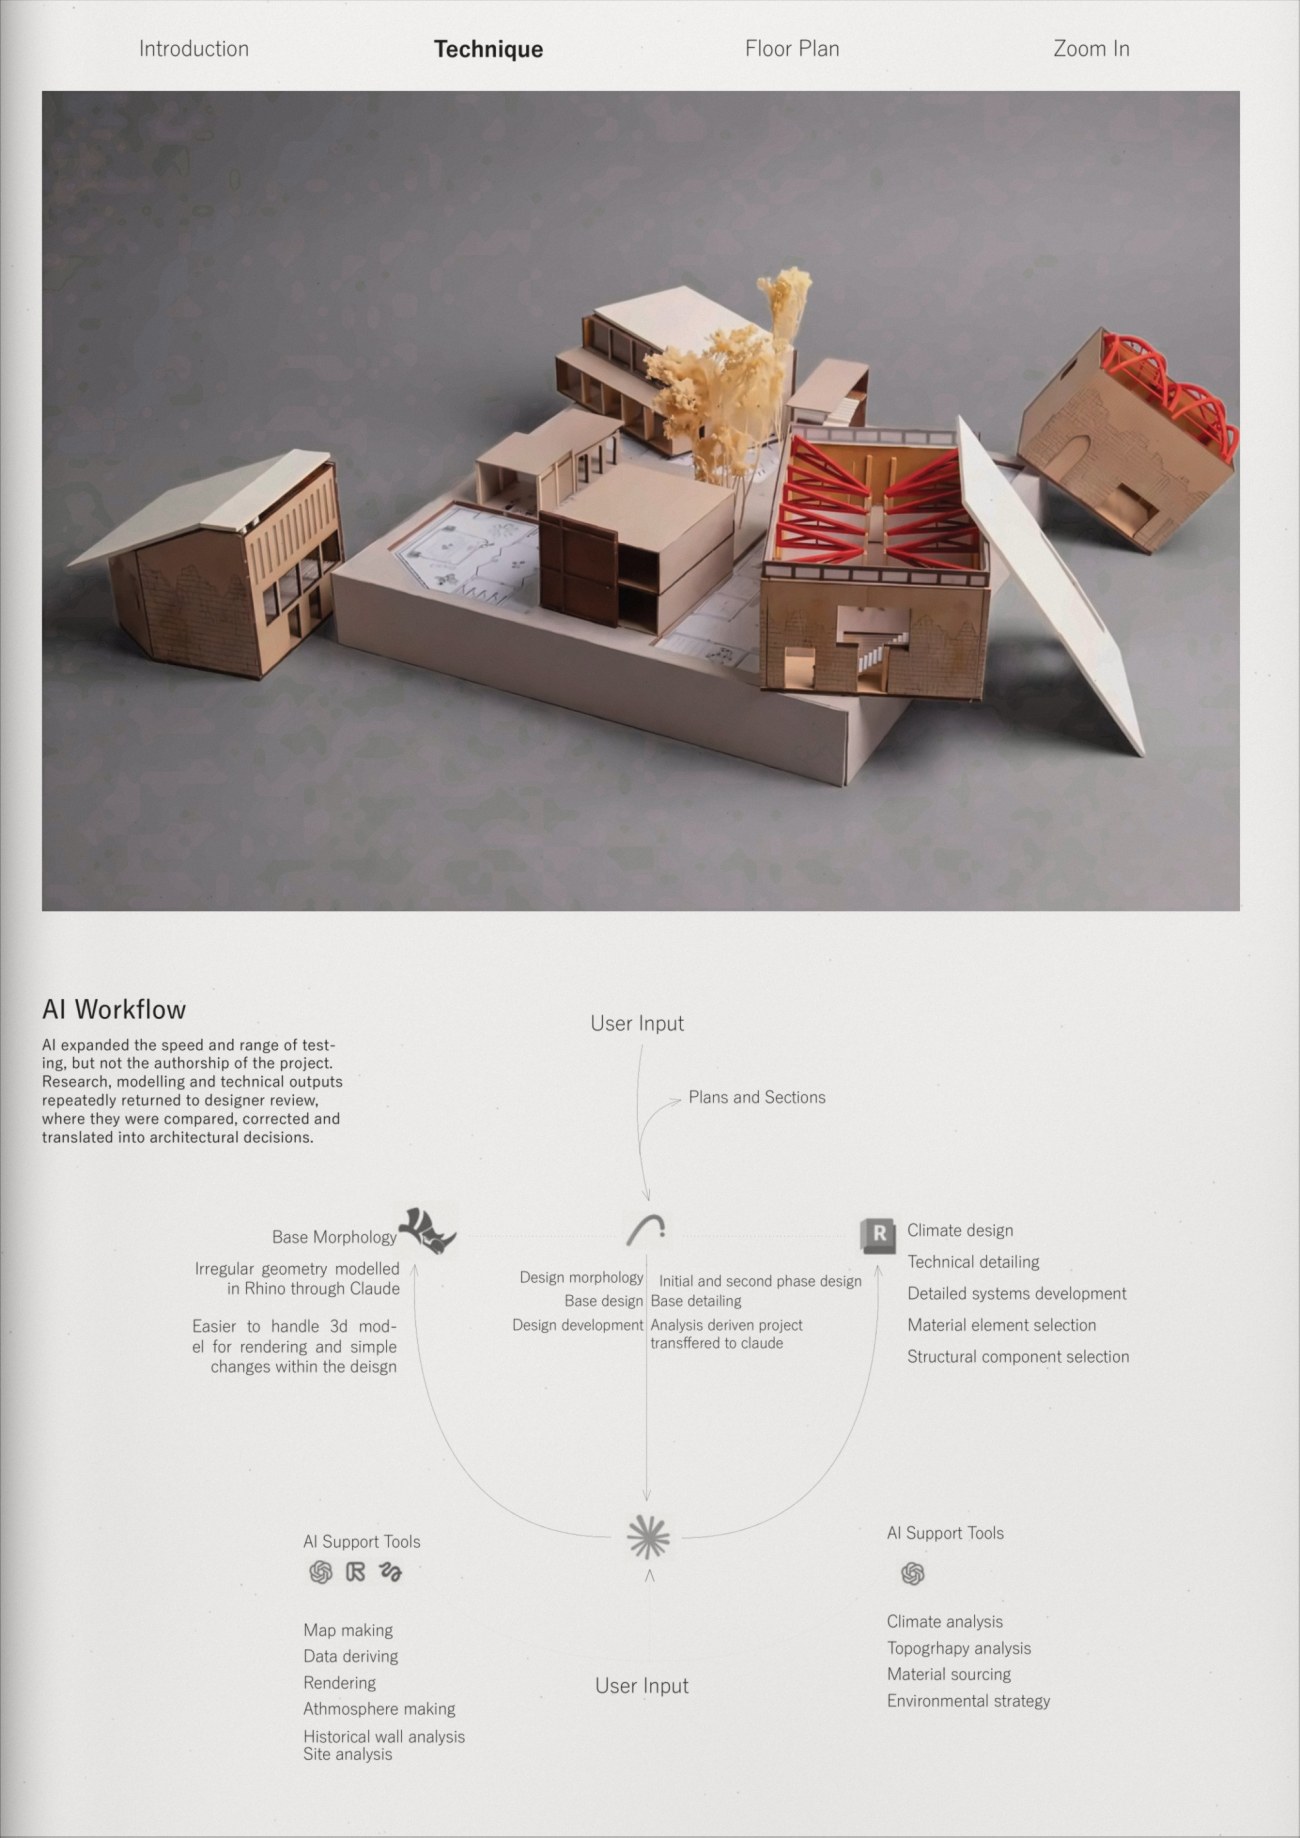 Introduction
Technique
Floor Plan
Zoom In
AI Workflow
AI expanded the speed and range of test-
ing, but not the authorship of the project.
Research, modelling and technical outputs
repeatedly returned to designer review,
where they were compared, corrected and
translated into architectural decisions.
User Input
Plans and Sections
Base Morphology
Irregular geometry modelled
in Rhino through Claude
Easier to handle 3d mod-
el for rendering and simple
changes within the deisgn
Design morphology
Base design
Design development
Initial and second phase design
Base detailing
Analysis deriven project
transffered to claude
R
Climate design
Technical detailing
Detailed systems development
Material element selection
Structural component selection
AI Support Tools
Map making
Data deriving
Rendering
Athmosphere making
Historical wall analysis
Site analysis
User Input
AI Support Tools
Climate analysis
Topogrhapy analysis
Material sourcing
Environmental strategy